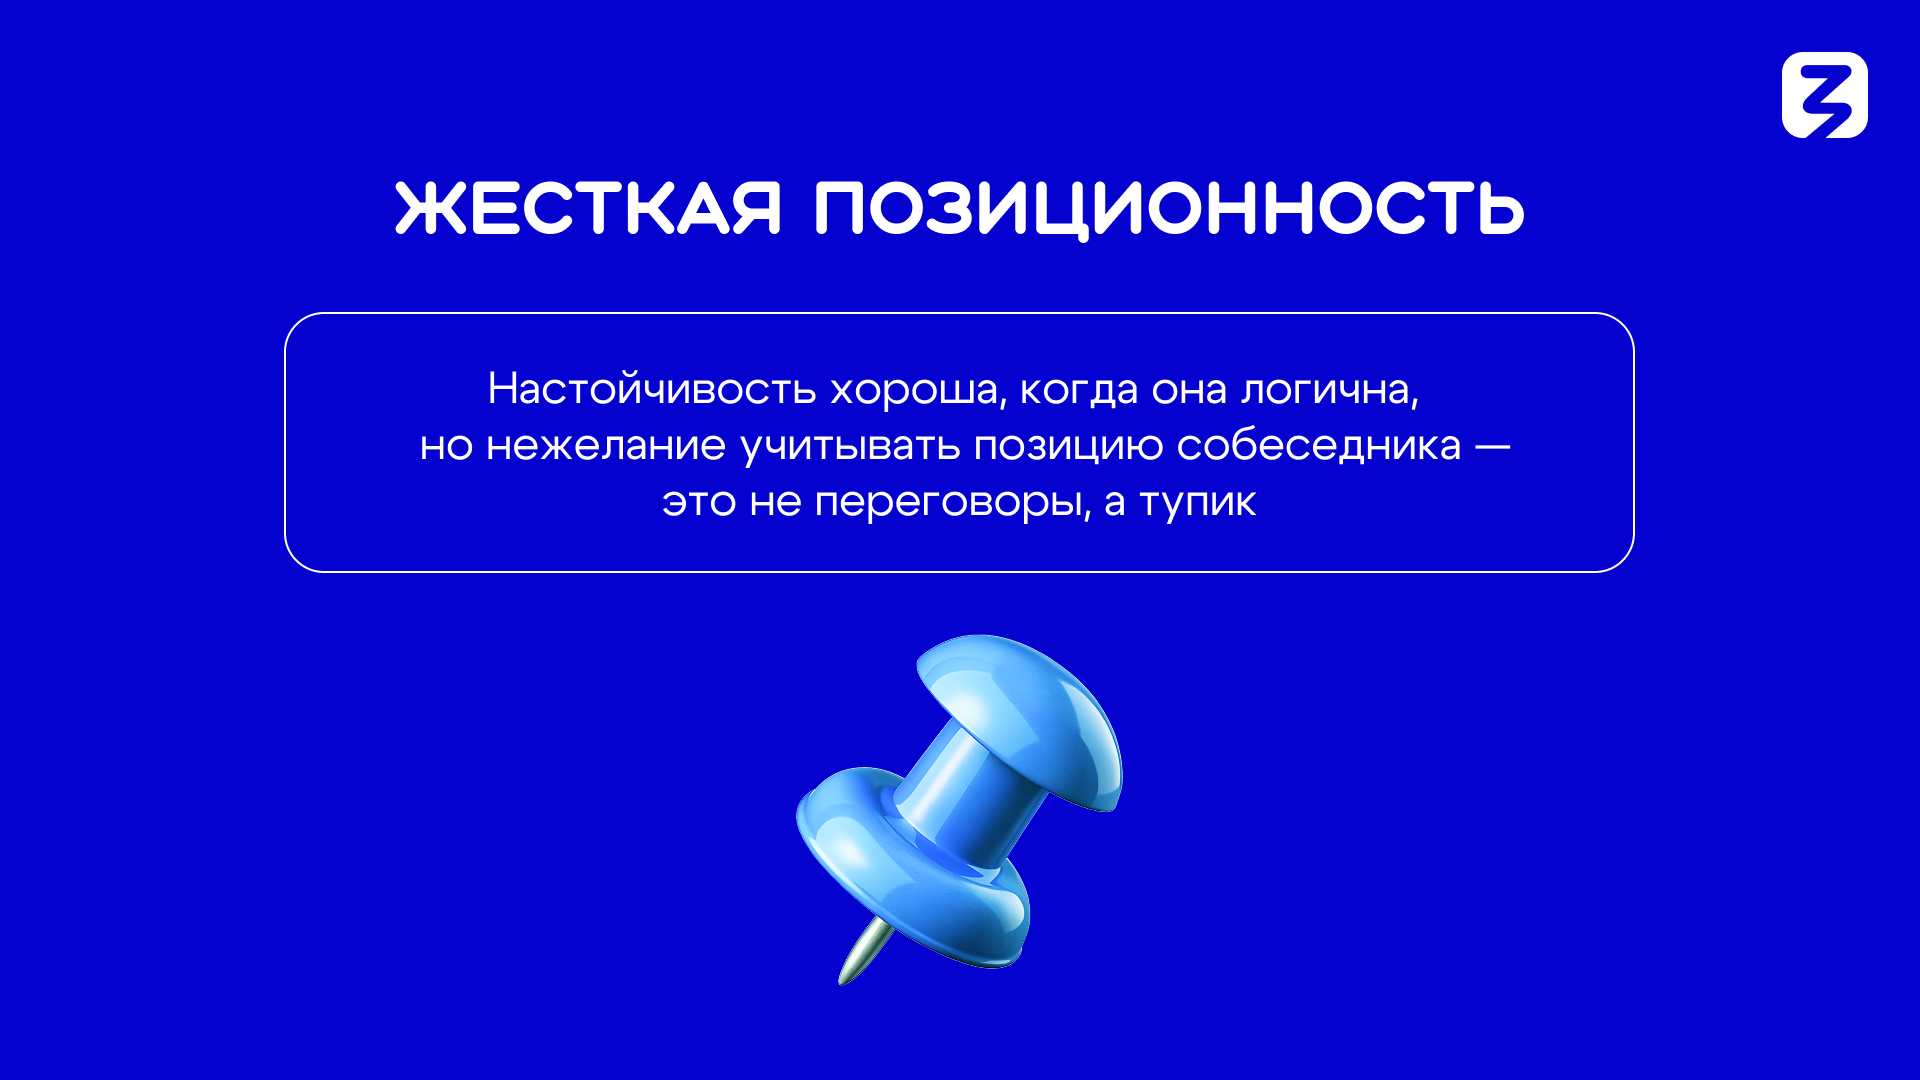 ЖЕСТКАЯ ПОЗИЦИОННОСТЬ
Настойчивость хороша, когда она логична,
но нежелание учитывать позицию собеседника —
это не переговоры, а тупик